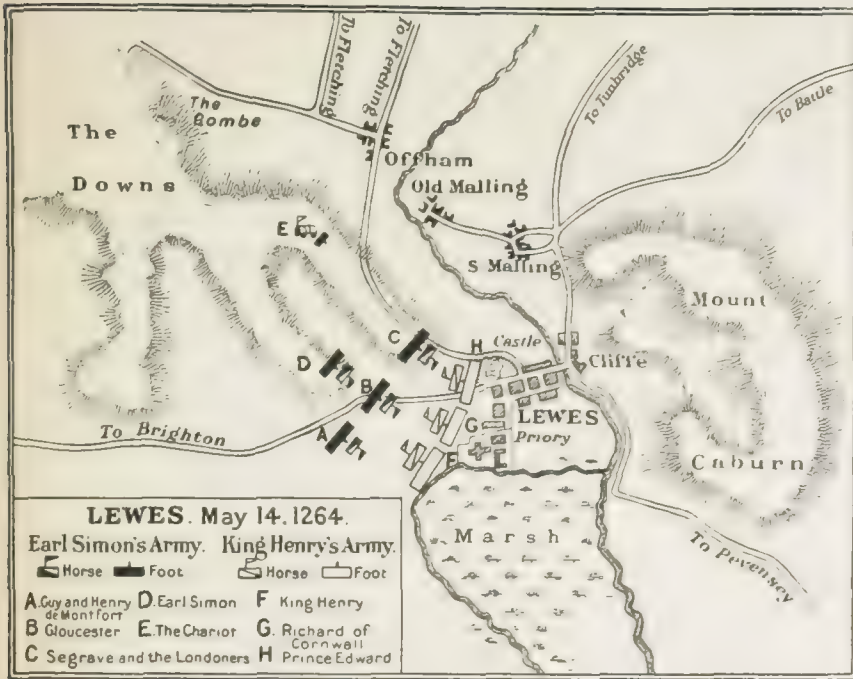 To Fletching
To Fletching
The
Combe
The
Downs
Offham
Old Malling
To Tunbridge
To Battle
E
S Malling
Mount
Caburn
C
H
Castle
D
Cliffe
B
LEWES
G
Priory
To Brighton
A
F
Marsh
To Pevensey
LEWES. May 14. 1264.
Earl Simon's Army. King Henry's Army.
Horse Foot Horse Foot
A. Guy and Henry de Montfort
B Gloucester
C Segrave and the Londoners
D. Earl Simon
E. The Chariot
F King Henry
G. Richard of Cornwall
H Prince Edward